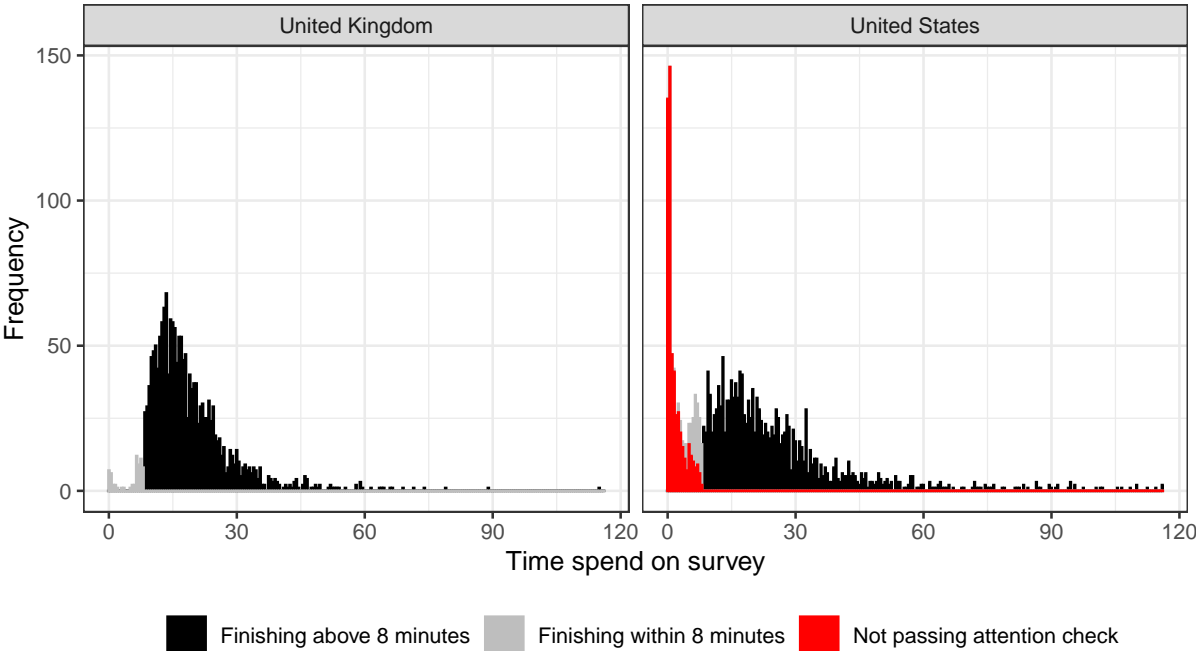 United Kingdom
United States
150
100
50
0
Frequency
0 30 60 90 120
0 30 60 90 120
Time spend on survey
Finishing above 8 minutes
Finishing within 8 minutes
Not passing attention check